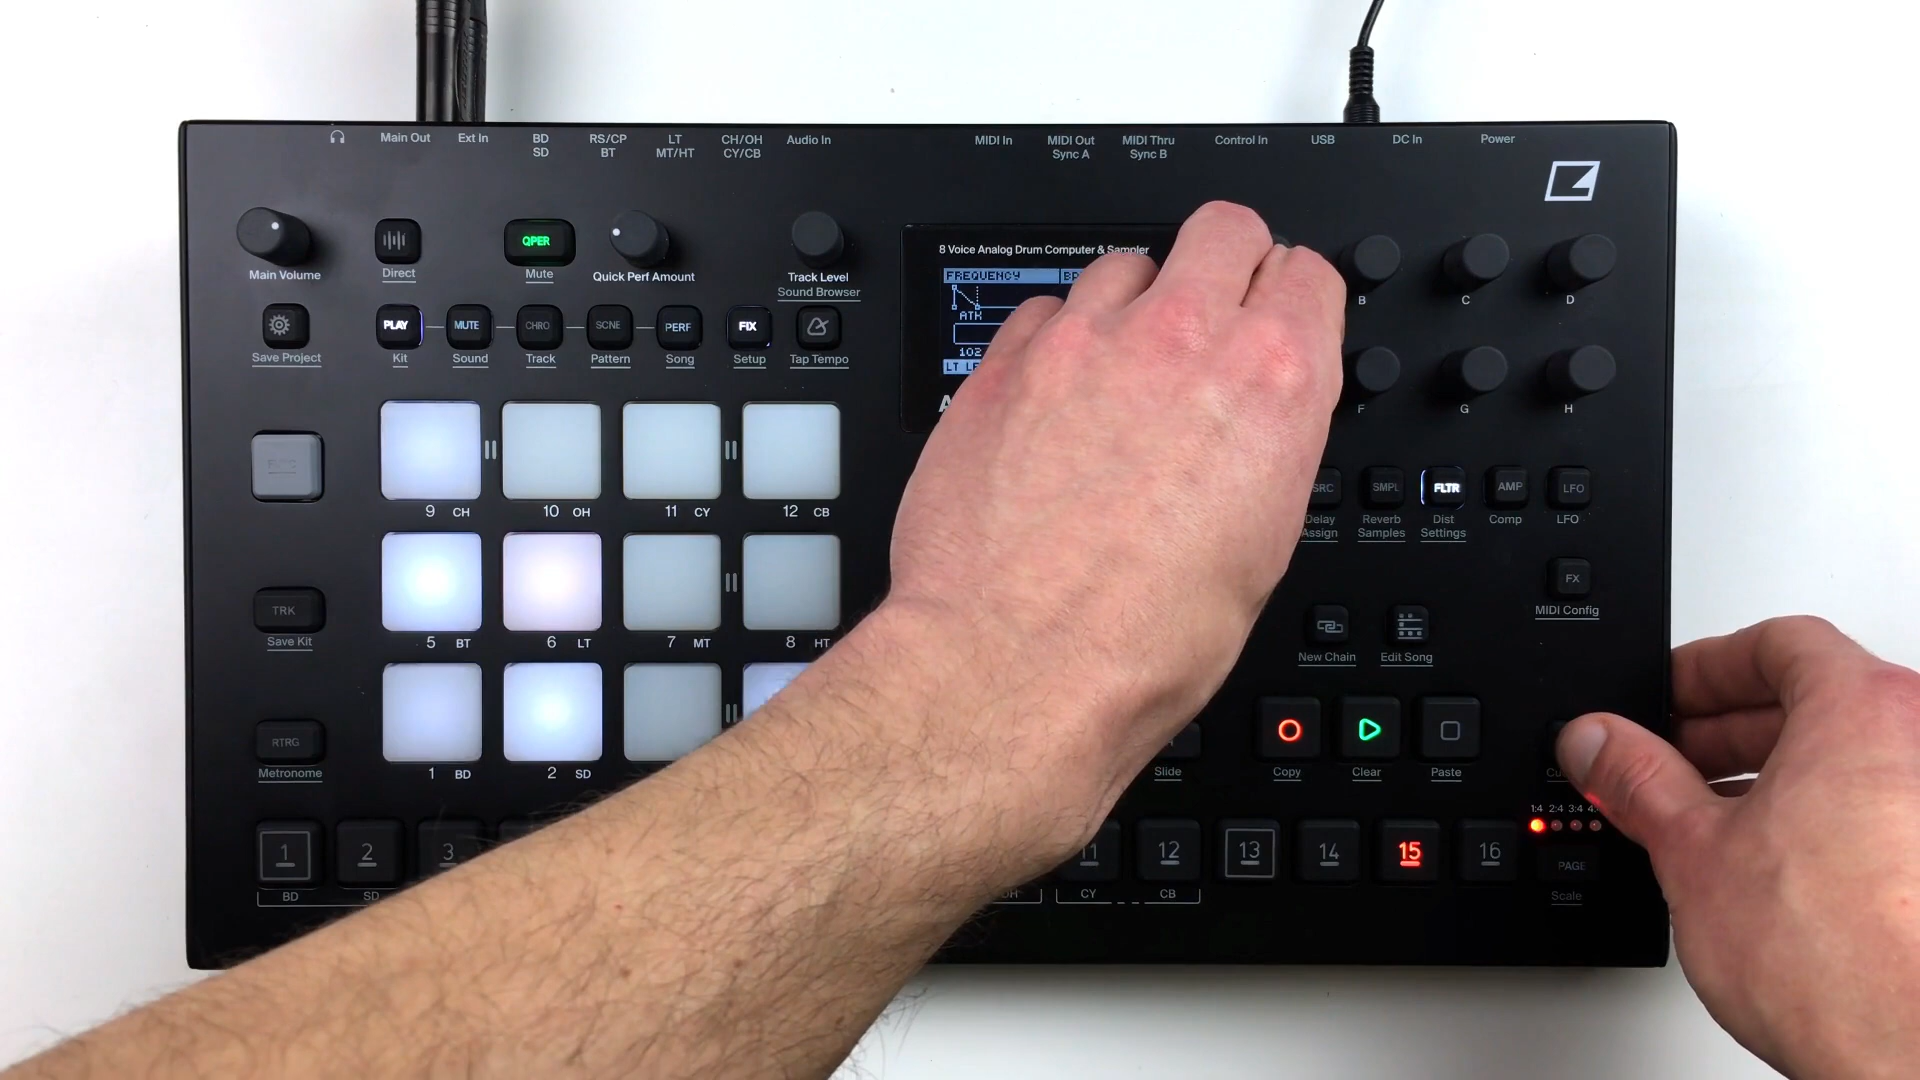 Main Out
Ext In
BD
SD
RS/CP
BT
LT
MT/HT
CH/OH
CY/CB
Audio In
MIDI In
MIDI Out
Sync A
MIDI Thru
Sync B
Control In
USB
DC In
Power
Main Volume
Direct
QPER
Mute
Quick Perf Amount
Track Level
Sound Browser
8 Voice Analog Drum Computer & Sampler
FREQUENCY
ATK
102
LT
B
C
D
F
G
H
Save Project
PLAY
Kit
MUTE
Sound
CHRO
Track
SCNE
Pattern
PERF
Song
FIX
Setup
Tap Tempo
9 CH
10 OH
11 CY
12 CB
SRC
Delay
Assign
SMPL
Reverb
Samples
FLTR
Dist
Settings
AMP
Comp
LFO
LFO
FX
MIDI Config
TRK
Save Kit
5 BT
6 LT
7 MT
8 HT
New Chain
Edit Song
RTRG
Metronome
1 BD
2 SD
Slide
Copy
Clear
Paste
1:4 2:4 3:4
1
2
3
11
12
13
14
15
16
PAGE
Scale
BD
SD
CY
CB